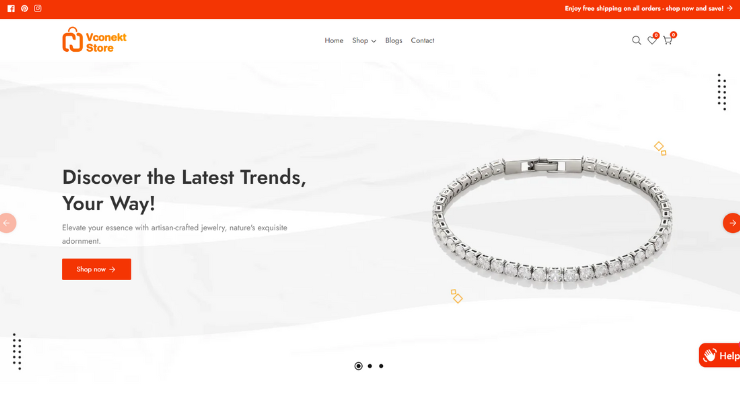 Enjoy free shipping on all orders - shop now and save!
Vconekt
Store
Home
Shop
Blogs
Contact
0
0
Discover the Latest Trends,
Your Way!
Elevate your essence with artisan-crafted jewelry, nature's exquisite
adornment.
Shop now
Help